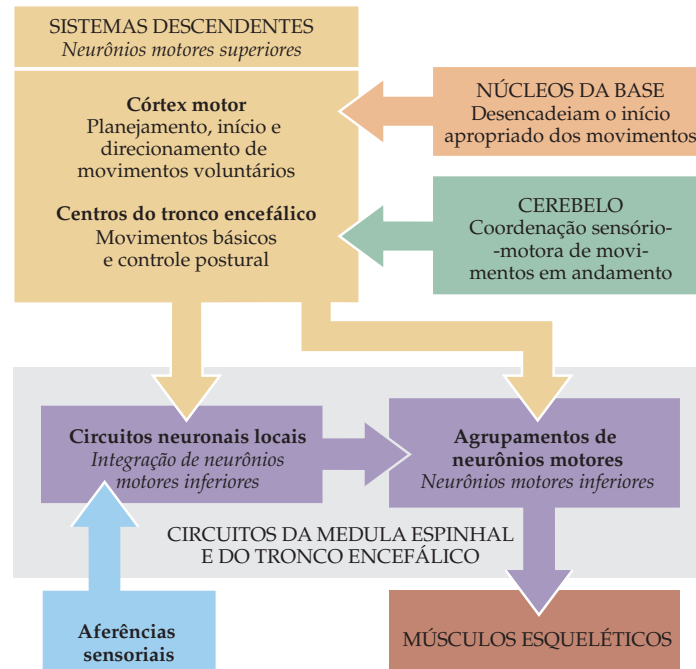 SISTEMAS DESCENDENTES
Neurônios motores superiores
Córtex motor
Planejamento, início e
direcionamento de
movimentos voluntários
Centros do tronco encefálico
Movimentos básicos
e controle postural
NÚCLEOS DA BASE
Desencadeiam o início
apropriado dos movimentos
CEREBELO
Coordenação sensório-
-motora de movi-
mentos em andamento
Circuitos neuronais locais
Integração de neurônios
motores inferiores
Agrupamentos de
neurônios motores
Neurônios motores inferiores
CIRCUITOS DA MEDULA ESPINHAL
E DO TRONCO ENCEFÁLICO
Aferências
sensoriais
MÚSCULOS ESQUELÉTICOS